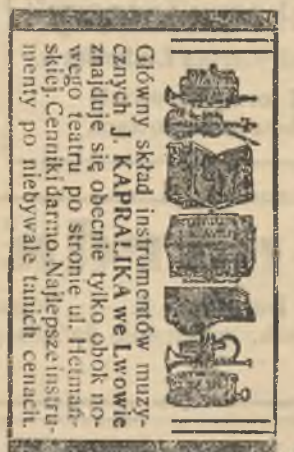 Główny skład instrumentów muzy-
cznych J. KAPRALIKA we Lwowie
znajduje się obecnie tylko obok no-
wego teatru po stronie ul. Hetmań-
skiej. Cenniki darmo. Najlepsze instru-
menty po niebywale tanich cenach.